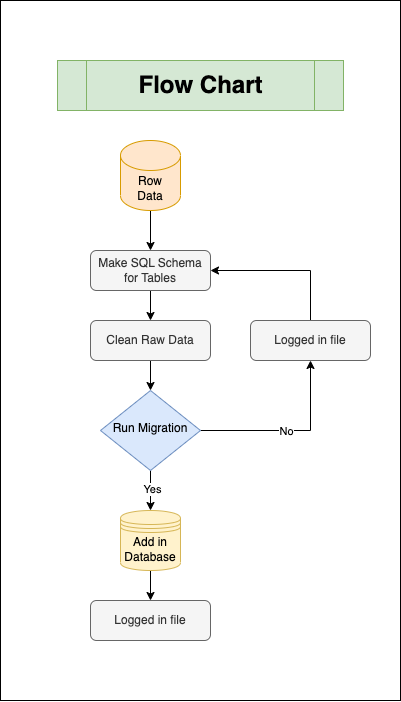 Flow Chart
Row
Data
Make SQL Schema
for Tables
Clean Raw Data
Logged in file
Run Migration
No
Yes
Add in
Database
Logged in file